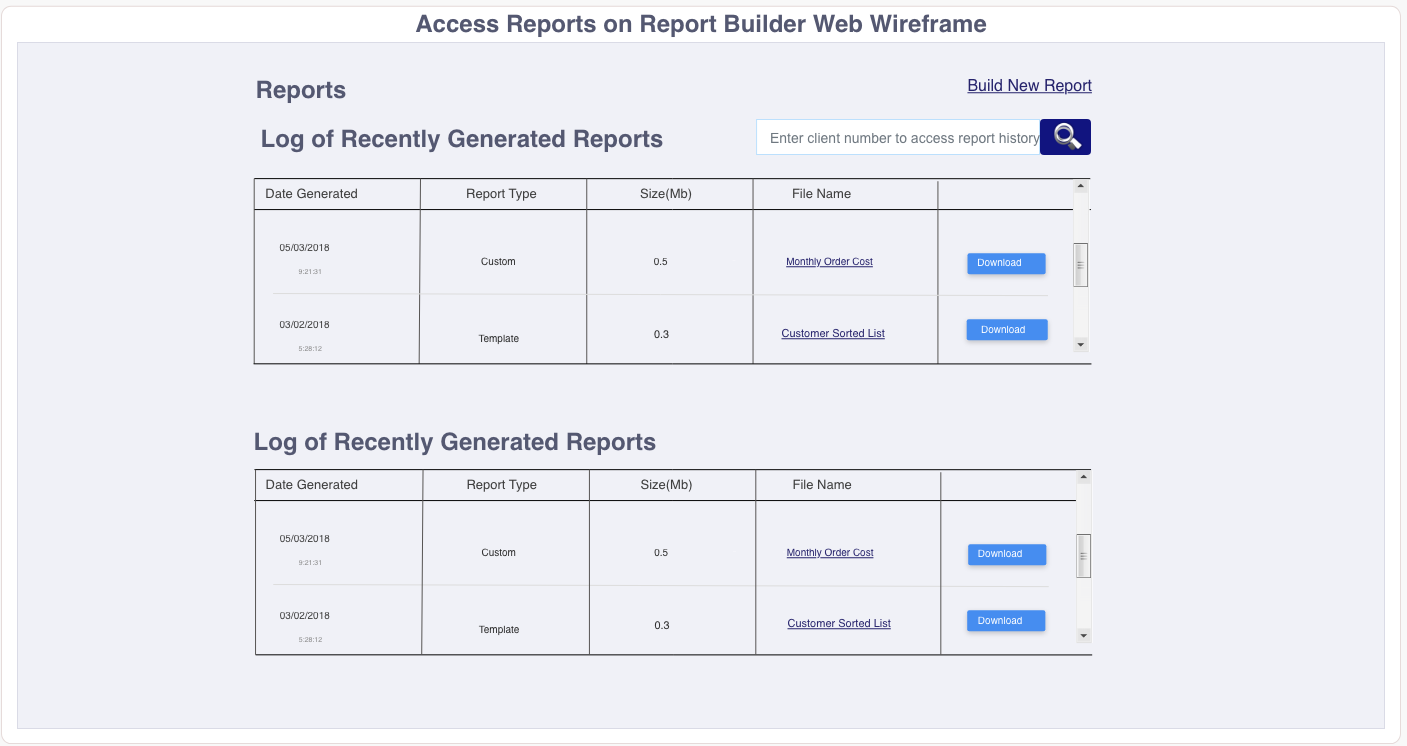 Access Reports on Report Builder Web Wireframe
Reports
Build New Report
Log of Recently Generated Reports
Enter client number to access report history
Date Generated Report Type Size(Mb) File Name
05/03/2018
9:21:31
Custom 0.5 Monthly Order Cost Download
03/02/2018
5:28:12
Template 0.3 Customer Sorted List Download
Log of Recently Generated Reports
Date Generated Report Type Size(Mb) File Name
05/03/2018
9:21:31
Custom 0.5 Monthly Order Cost Download
03/02/2018
5:28:12
Template 0.3 Customer Sorted List Download